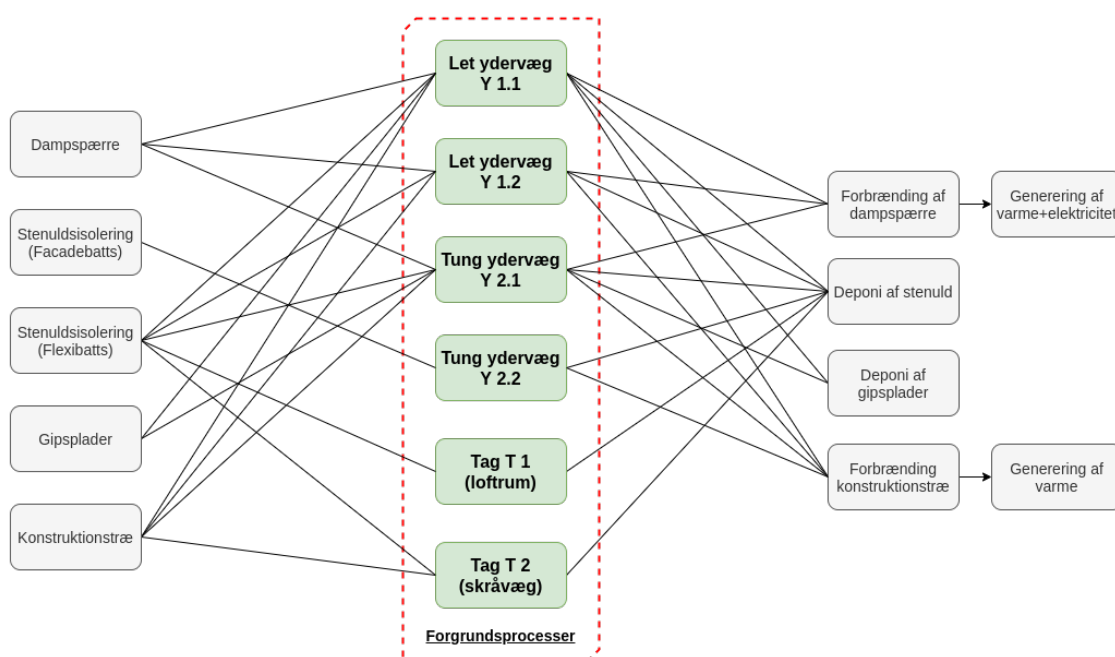 Dampspærre
Stenuldsisolering
(Facadebatts)
Stenuldsisolering
(Flexibatts)
Gipsplader
Konstruktionstræ
Let ydervæg
Y 1.1
Let ydervæg
Y 1.2
Tung ydervæg
Y 2.1
Tung ydervæg
Y 2.2
Tag T 1
(loftrum)
Tag T 2
(skråvæg)
Forgrundsprocesser
Forbrænding af
dampspærre
Generering af
varme+elektricitet
Deponi af stenuld
Deponi af
gipsplader
Forbrænding
konstruktionstræ
Generering af
varme